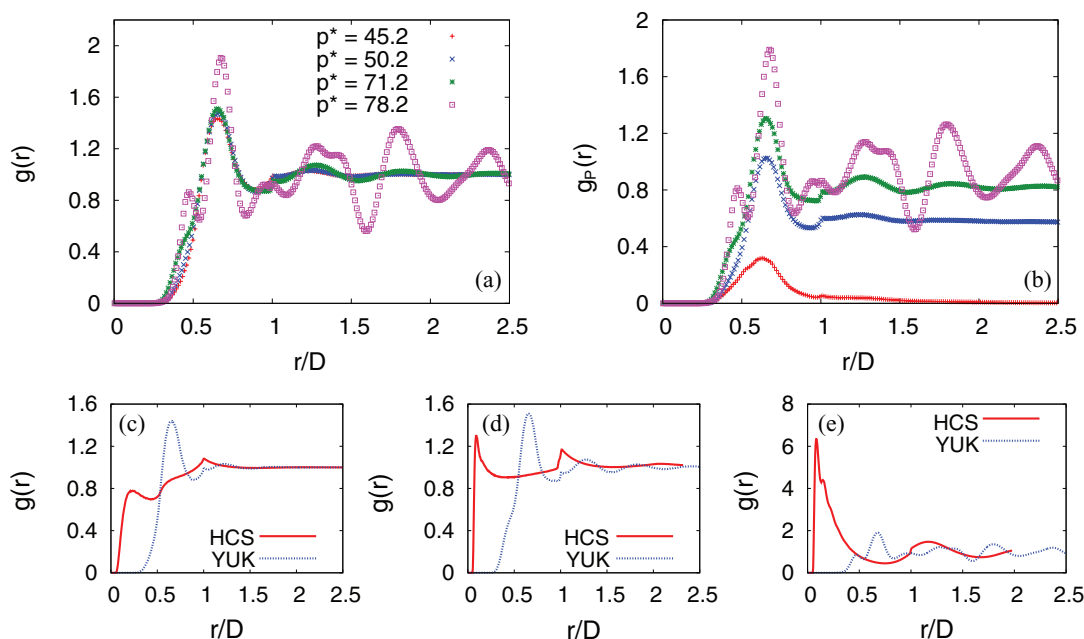 2
1.6
1.2
0.8
0.4
0
g(r)
p* = 45.2
p* = 50.2
p* = 71.2
p* = 78.2
(a)
0 0.5 1 1.5 2 2.5
r/D
2
1.6
1.2
0.8
0.4
0
gP(r)
(b)
0 0.5 1 1.5 2 2.5
r/D
1.6
1.2
0.8
0.4
0
g(r)
(c)
HCS
YUK
0 0.5 1 1.5 2 2.5
r/D
1.6
1.2
0.8
0.4
0
g(r)
(d)
HCS
YUK
0 0.5 1 1.5 2 2.5
r/D
8
6
4
2
0
g(r)
(e)
HCS
YUK
0 0.5 1 1.5 2 2.5
r/D